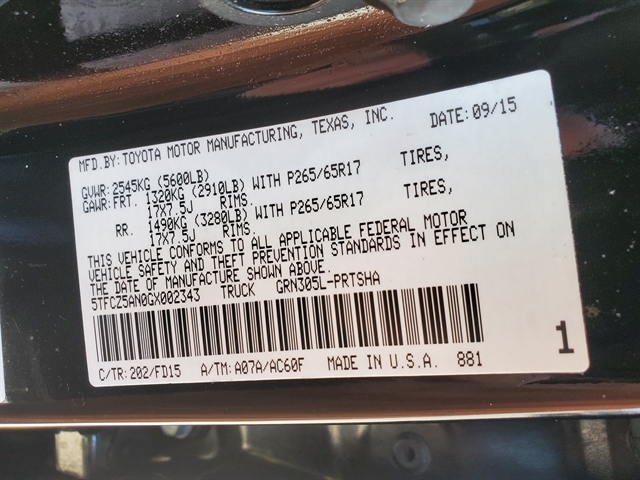 MFD.BY:TOYOTA MOTOR MANUFACTURING, TEXAS, INC. DATE:09/15
GVWR:2545KG (5600LB)
GAWR:FRT. 1320KG (2910LB) WITH P265/65R17 TIRES,
17X7.5J RIMS.
RR. 1490KG (3280LB) WITH P265/65R17 TIRES,
17X7.5J RIMS.
THIS VEHICLE CONFORMS TO ALL APPLICABLE FEDERAL MOTOR
VEHICLE SAFETY AND THEFT PREVENTION STANDARDS IN EFFECT ON
THE DATE OF MANUFACTURE SHOWN ABOVE.
5TFCZ5AN0GX002343 TRUCK GRN305L-PRTSHA
1
C/TR:202/FD15 A/TM:A07A/AC60F MADE IN U.S.A. 881